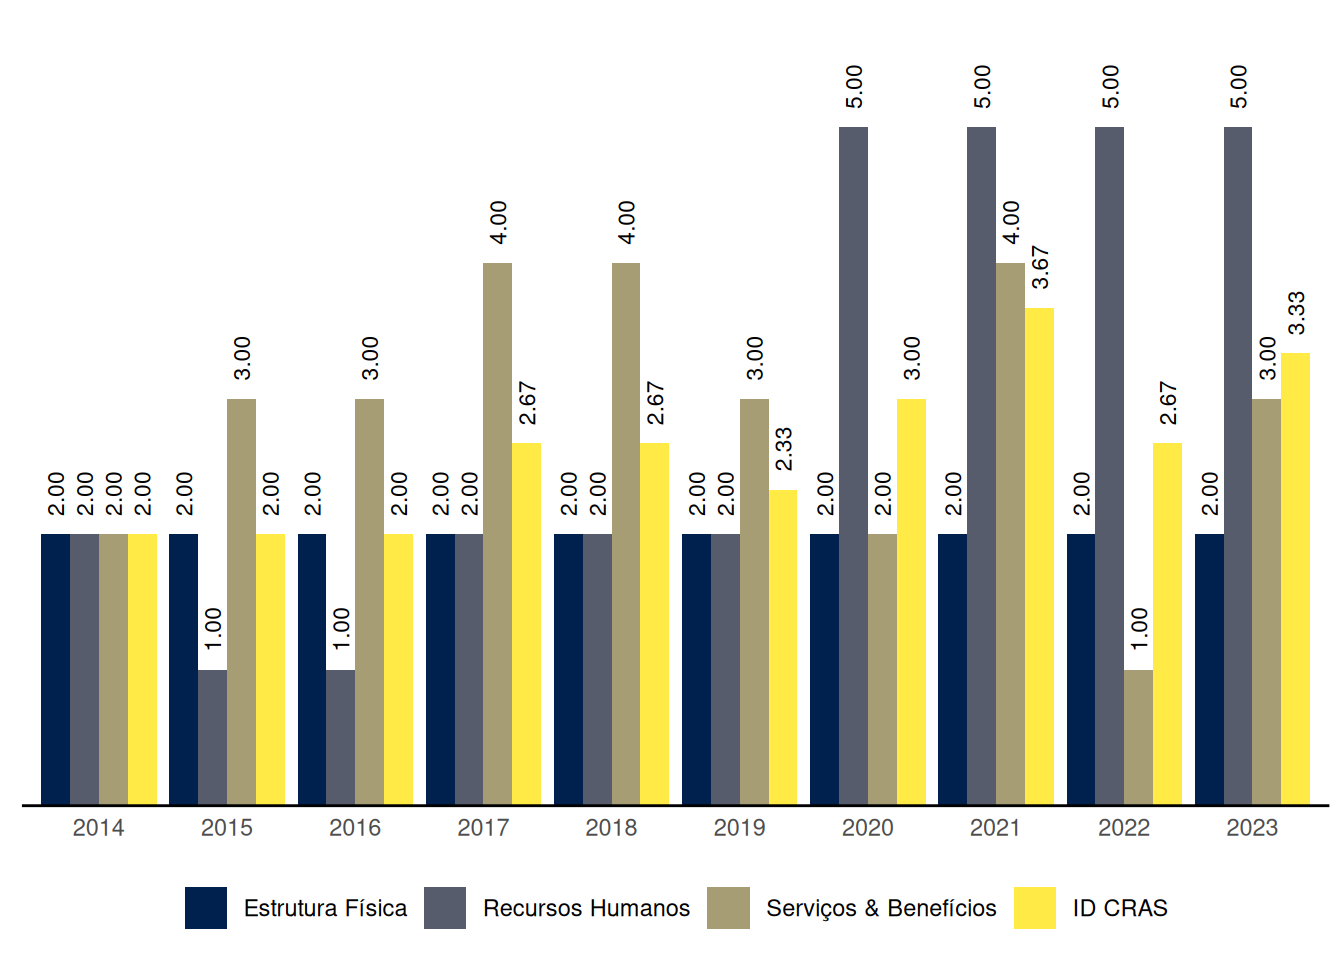 5.00 5.00 5.00 5.00
4.00 4.00 4.00
3.67
3.33
3.00 3.00 3.00 3.00 3.00
2.67 2.67 2.67
2.33
2.00 2.00 2.00 2.00 2.00 2.00 2.00 2.00 2.00 2.00 2.00 2.00 2.00 2.00 2.00 2.00 2.00 2.00 2.00 2.00
1.00 1.00 1.00
2014 2015 2016 2017 2018 2019 2020 2021 2022 2023
Estrutura Física Recursos Humanos Serviços & Benefícios ID CRAS